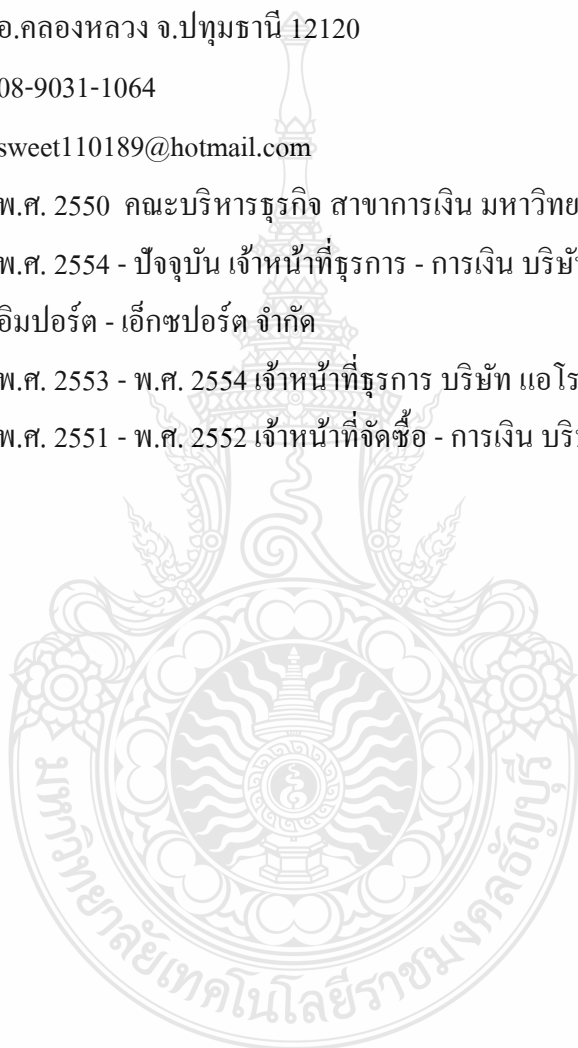 อ.คลองหลวง จ.ปทุมธานี 12120
08-9031-1064
sweet110189@hotmail.com
พ.ศ. 2550 คณะบริหารธุรกิจ สาขาการเงิน มหาวิทย
พ.ศ. 2554 - ปัจจุบัน เจ้าหน้าที่ธุรการ - การเงิน บริษั
อิมปอร์ต - เอ็กซปอร์ต จำกัด
พ.ศ. 2553 - พ.ศ. 2554 เจ้าหน้าที่ธุรการ บริษัท แอโร
พ.ศ. 2551 - พ.ศ. 2552 เจ้าหน้าที่จัดซื้อ - การเงิน บริ
มหาวิทยาลัยเทคโนโลยีราชมงคลธัญบุรี